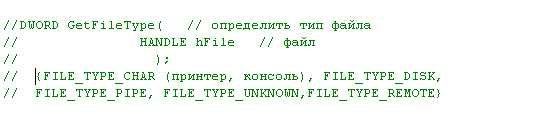 //DWORD GetFileType(   // определить тип файла
//               HANDLE hFile   // файл
//                 );
//  {FILE_TYPE_CHAR (принтер, консоль), FILE_TYPE_DISK,
//  FILE_TYPE_PIPE, FILE_TYPE_UNKNOWN,FILE_TYPE_REMOTE}